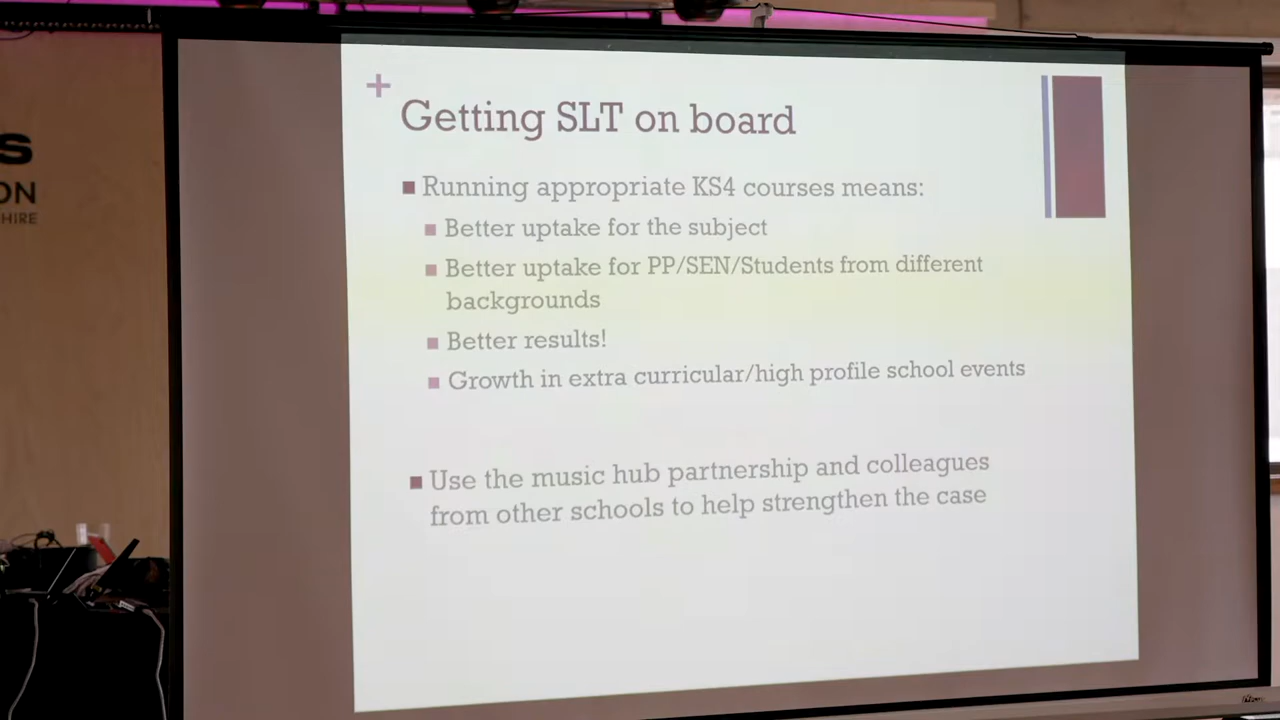 S
ON
HIRE
+
Getting SLT on board
Running appropriate KS4 courses means:
Better uptake for the subject
Better uptake for PP/SEN/Students from different
backgrounds
Better results!
Growth in extra curricular/high profile school events
Use the music hub partnership and colleagues
from other schools to help strengthen the case